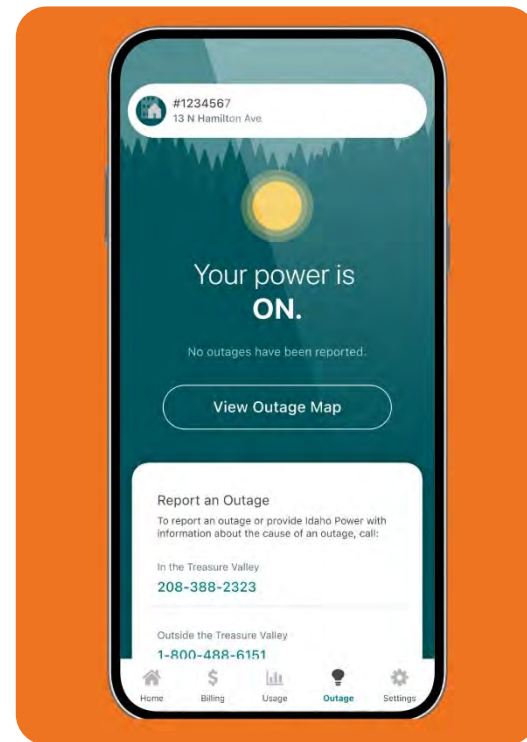 #1234567
13 N Hamilton Ave
Your power is
ON.
No outages have been reported.
View Outage Map
Report an Outage
To report an outage or provide Idaho Power with
information about the cause of an outage, call:
In the Treasure Valley
208-388-2323
Outside the Treasure Valley
1-800-488-6151
Home
Billing
Usage
Outage
Settings